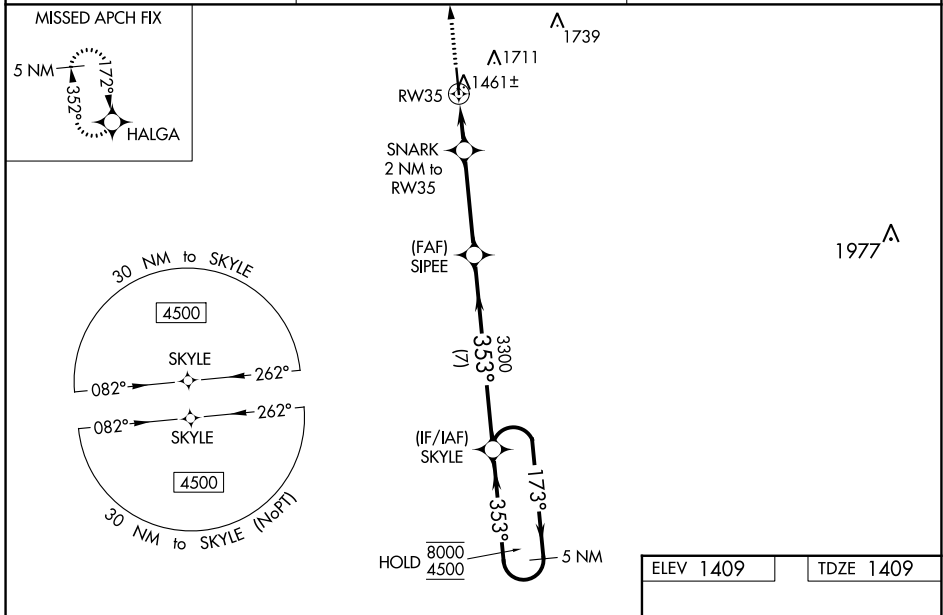 MISSED APCH FIX
5 NM
172°
352°
HALGA
1739
1711
1461±
RW35
SNARK
2 NM to
RW35
1977
(FAF)
SIPEE
3300
353°
(7)
(IF/IAF)
SKYLE
353°
173°
HOLD 8000
4500
5 NM
30 NM to SKYLE
4500
SKYLE
082°
262°
082°
262°
SKYLE
4500
30 NM to SKYLE (NoPT)
ELEV 1409
TDZE 1409